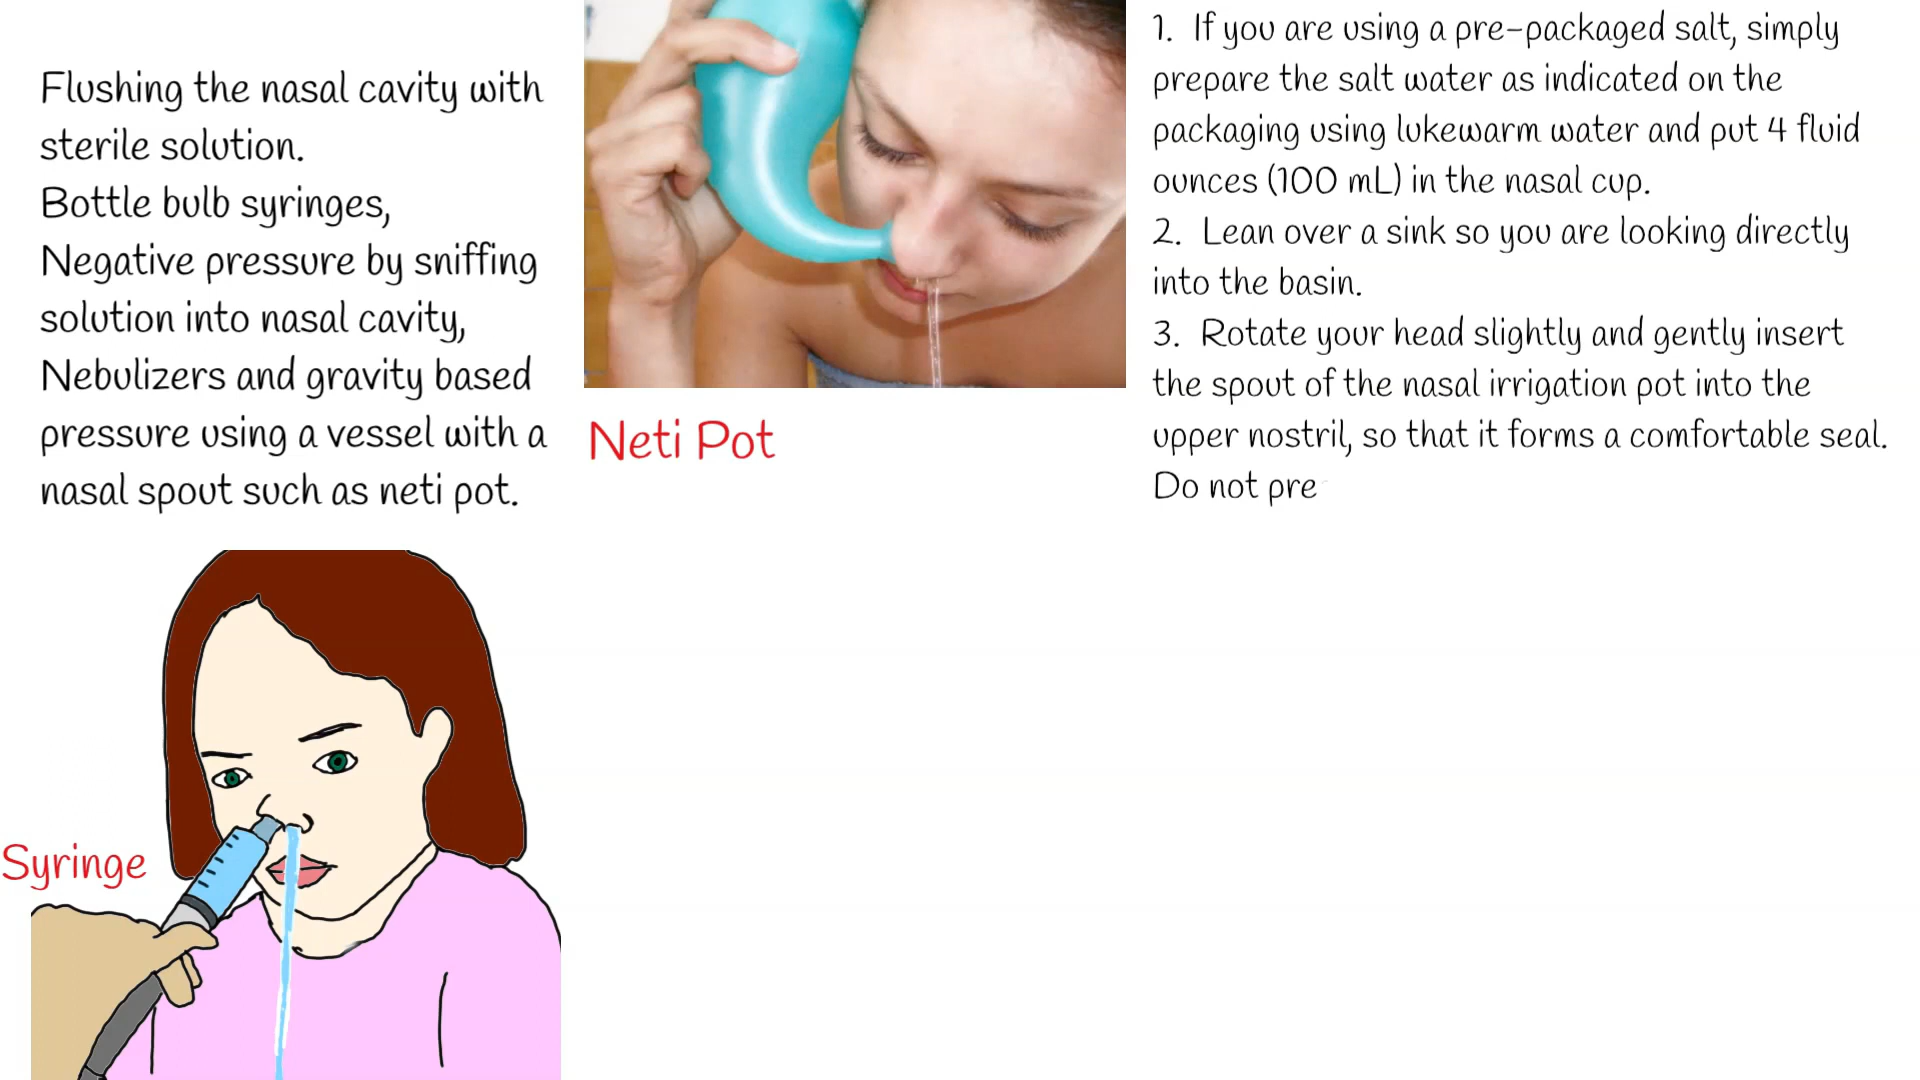 Flushing the nasal cavity with
sterile solution.
Bottle bulb syringes,
Negative pressure by sniffing
solution into nasal cavity,
Nebulizers and gravity based
pressure using a vessel with a
nasal spout such as neti pot.
Syringe
Neti Pot
1. If you are using a pre-packaged salt, simply
prepare the salt water as indicated on the
packaging using lukewarm water and put 4 fluid
ounces (100 mL) in the nasal cup.
2. Lean over a sink so you are looking directly
into the basin.
3. Rotate your head slightly and gently insert
the spout of the nasal irrigation pot into the
upper nostril, so that it forms a comfortable seal.
Do not pre